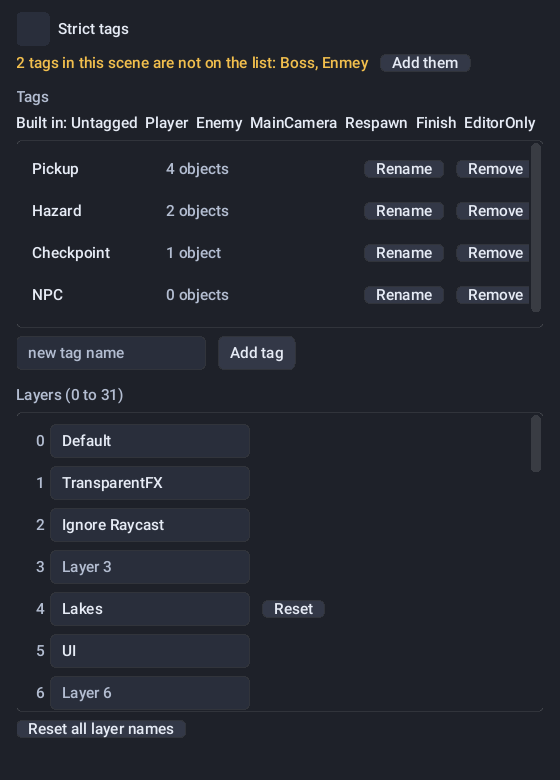 Strict tags
2 tags in this scene are not on the list: Boss, Enmey Add them
Tags
Built in: Untagged Player Enemy MainCamera Respawn Finish EditorOnly
Pickup 4 objects Rename Remove
Hazard 2 objects Rename Remove
Checkpoint 1 object Rename Remove
NPC 0 objects Rename Remove
new tag name Add tag
Layers (0 to 31)
0 Default
1 TransparentFX
2 Ignore Raycast
3 Layer 3
4 Lakes Reset
5 UI
6 Layer 6
Reset all layer names